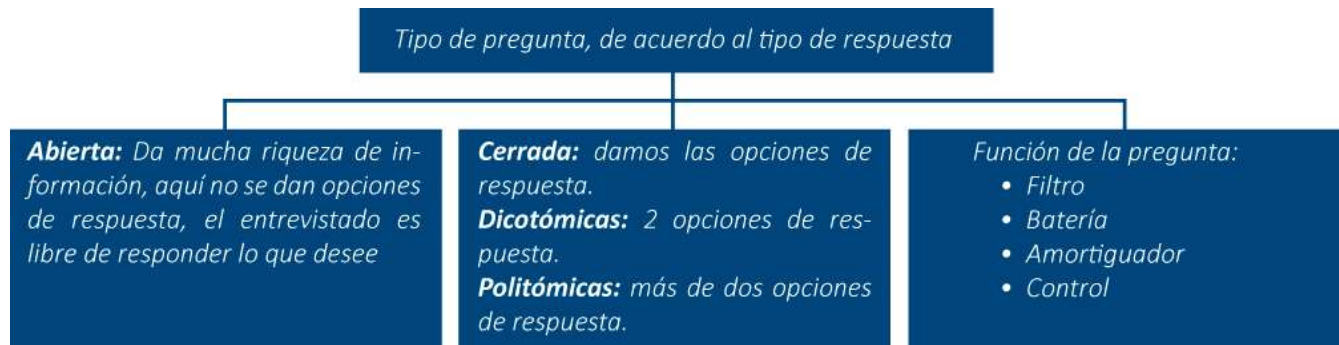 Tipo de pregunta, de acuerdo al tipo de respuesta
Abierta: Da mucha riqueza de in-
formación, aquí no se dan opciones
de respuesta, el entrevistado es
libre de responder lo que desee
Cerrada: damos las opciones de
respuesta.
Dicotómicas: 2 opciones de res-
puesta.
Politómicas: más de dos opciones
de respuesta.
Función de la pregunta:
• Filtro
• Batería
• Amortiguador
• Control